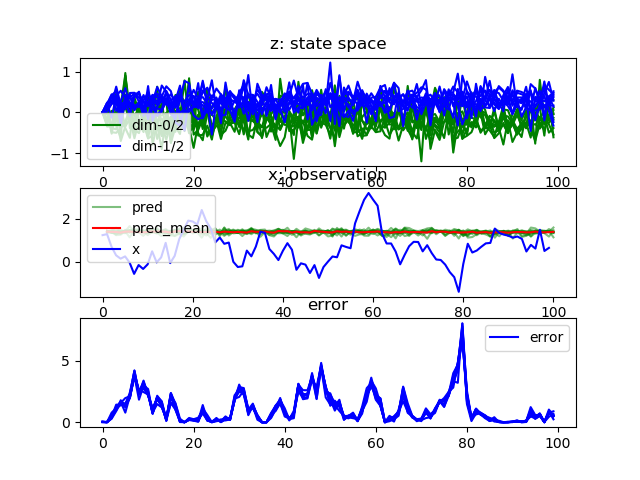 z: state space
1
0
−1
dim-0/2
dim-1/2
0 20 40 60 80 100
x: observation
2
0
pred
pred_mean
x
0 20 40 60 80 100
error
5
0
error
0 20 40 60 80 100